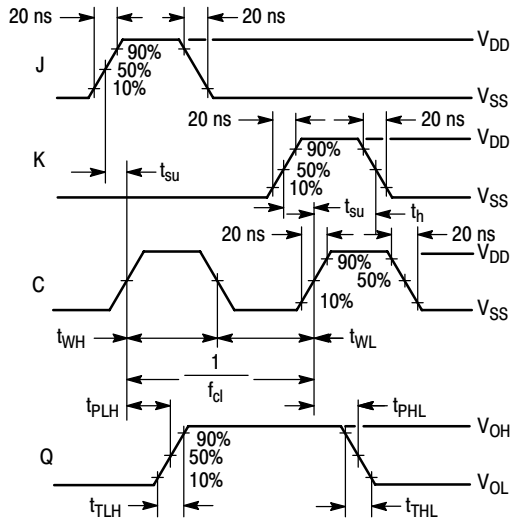 20 ns 20 ns
J 90% V_DD
50%
10% V_SS
20 ns 20 ns
K t_su 90% V_DD
50%
10% V_SS
t_su t_h
20 ns 20 ns
C 90% V_DD
50%
10% V_SS
t_WH t_WL
1
f_cl
t_PLH t_PHL
Q 90% V_OH
50%
10% V_OL
t_TLH t_THL